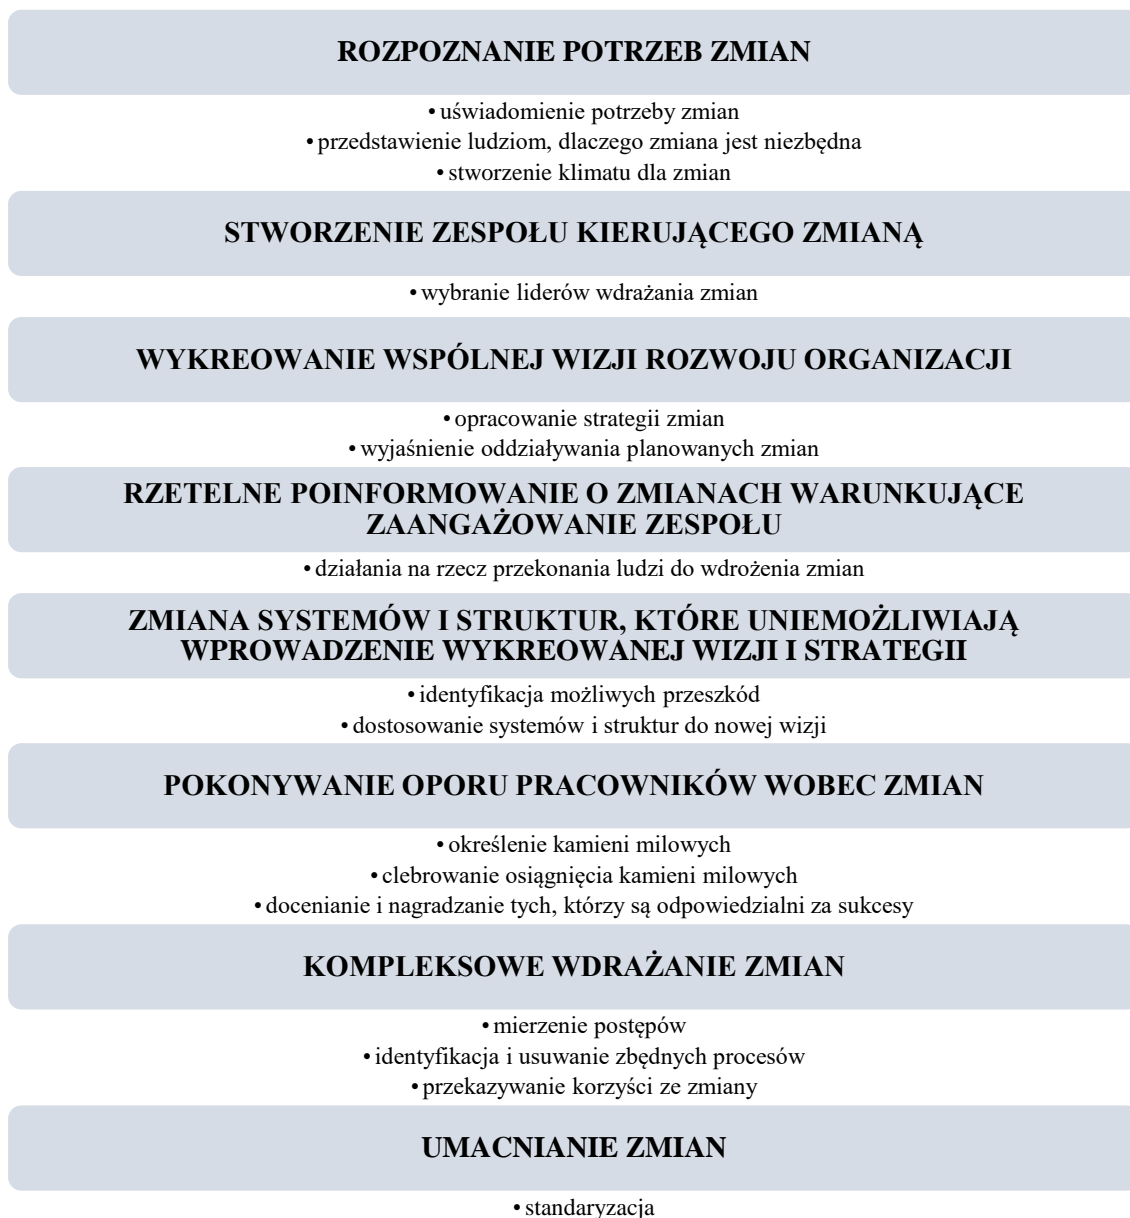 ROZPOZNANIE POTRZEB ZMIAN
• uświadomienie potrzeby zmian
• przedstawienie ludziom, dlaczego zmiana jest niezbędna
• stworzenie klimatu dla zmian
STWORZENIE ZESPOŁU KIERUJĄCEGO ZMIANĄ
• wybranie liderów wdrażania zmian
WYKREOWANIE WSPÓLNEJ WIZJI ROZWOJU ORGANIZACJI
• opracowanie strategii zmian
• wyjaśnienie oddziaływania planowanych zmian
RZETELNE POINFORMOWANIE O ZMIANACH WARUNKUJĄCE
ZAANGAŻOWANIE ZESPOŁU
• działania na rzecz przekonania ludzi do wdrożenia zmian
ZMIANA SYSTEMÓW I STRUKTUR, KTÓRE UNIEMOŻLIWIAJĄ
WPROWADZENIE WYKREOWANEJ WIZJI I STRATEGII
• identyfikacja możliwych przeszkód
• dostosowanie systemów i struktur do nowej wizji
POKONYWANIE OPORU PRACOWNIKÓW WOBEC ZMIAN
• określenie kamieni milowych
• clebrowanie osiągnięcia kamieni milowych
• docenianie i nagradzanie tych, którzy są odpowiedzialni za sukcesy
KOMPLEKSOWE WDRAŻANIE ZMIAN
• mierzenie postępów
• identyfikacja i usuwanie zbędnych procesów
• przekazywanie korzyści ze zmiany
UMACNIANIE ZMIAN
• standaryzacja